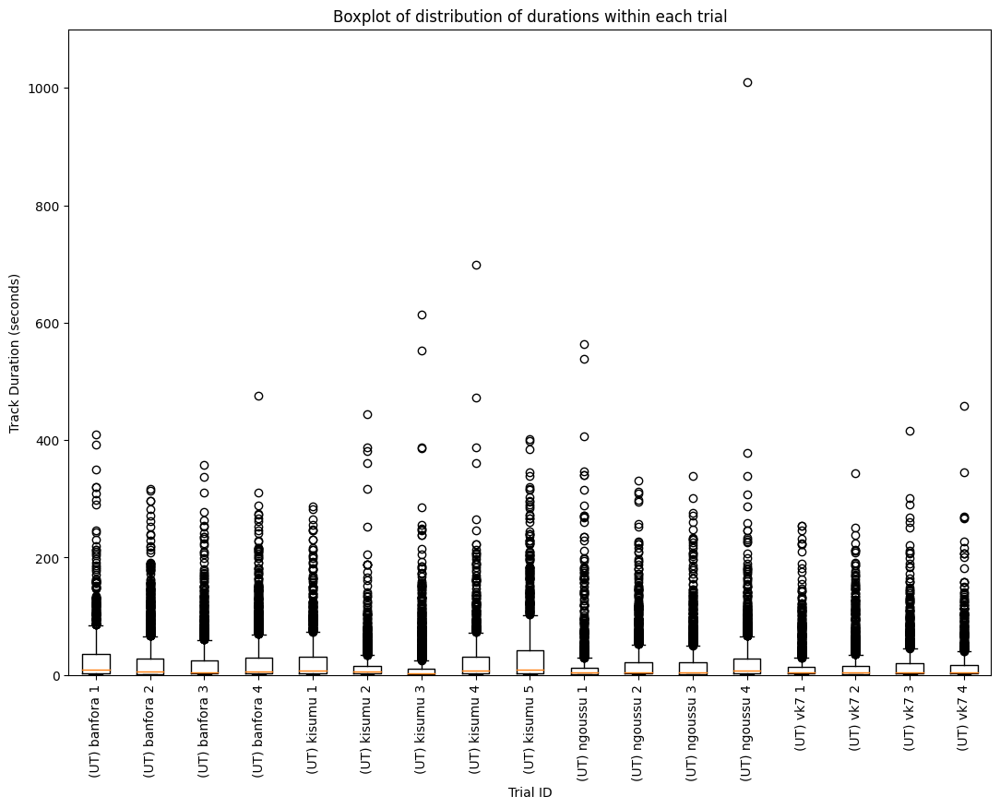 Boxplot of distribution of durations within each trial
Track Duration (seconds)
1000
800
600
400
200
0
(UT) banfora 1
(UT) banfora 2
(UT) banfora 3
(UT) banfora 4
(UT) kisumu 1
(UT) kisumu 2
(UT) kisumu 3
(UT) kisumu 4
(UT) kisumu 5
(UT) ngoussu 1
(UT) ngoussu 2
(UT) ngoussu 3
(UT) ngoussu 4
(UT) vk7 1
(UT) vk7 2
(UT) vk7 3
(UT) vk7 4
Trial ID